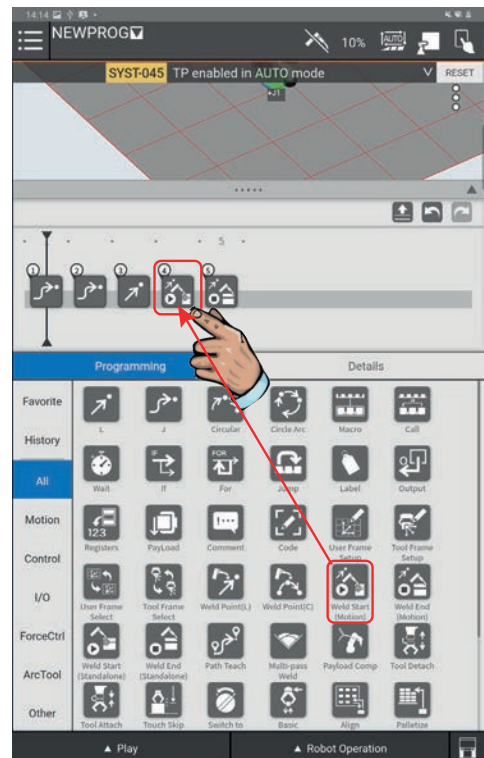 14:14
NEWPROG
10%
AUTO
SYST-045 TP enabled in AUTO mode
RESET
+J1
5
1 2 3 4 5
Programming Details
Favorite
History
All
Motion
Control
I/O
ForceCtrl
ArcTool
Other
L J Circular Circle Arc Macro Call
IF FOR
Wait If For Jump Label Output
123
Registers PayLoad Comment Code User Frame Setup Tool Frame Setup
User Frame Select Tool Frame Select Weld Point(L) Weld Point(C) Weld Start (Motion) Weld End (Motion)
Weld Start (Standalone) Weld End (Standalone) Path Teach Multi-pass Weld Payload Comp Tool Detach
Tool Attach Touch Skip Switch to Basic Align Palletize
▲ Play ▲ Robot Operation